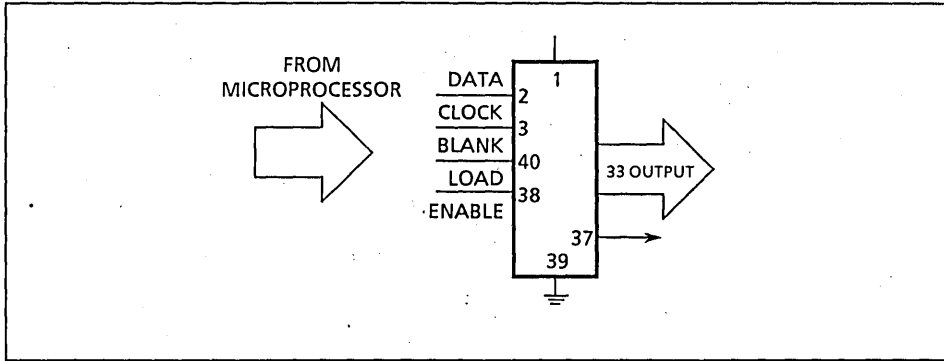 FROM
MICROPROCESSOR
DATA
CLOCK
BLANK
LOAD
ENABLE
1
2
3
40
38
33 OUTPUT
37
39